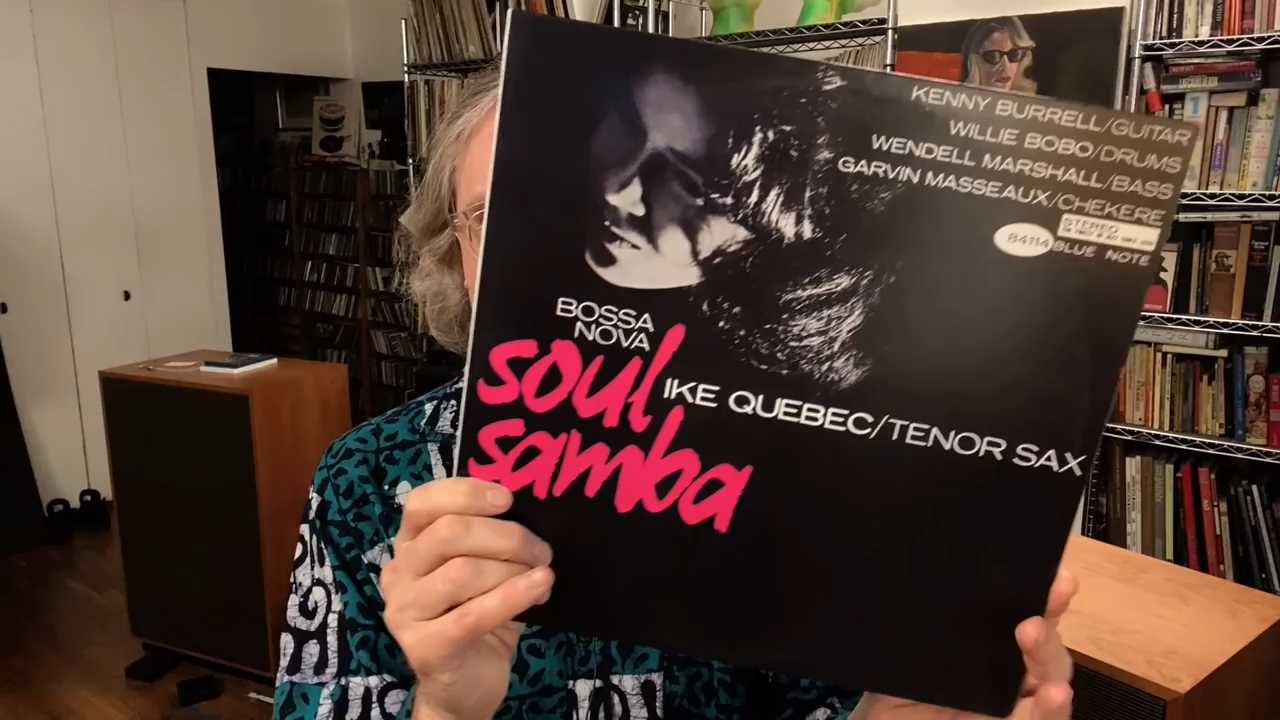 KENNY BURRELL/GUITAR
WILLIE BOBO/DRUMS
WENDELL MARSHALL/BASS
GARVIN MASSEAUX/CHEKERE
STEREO
84114 BLUE NOTE
BOSSA
NOVA
soul
samba
IKE QUEBEC/TENOR SAX